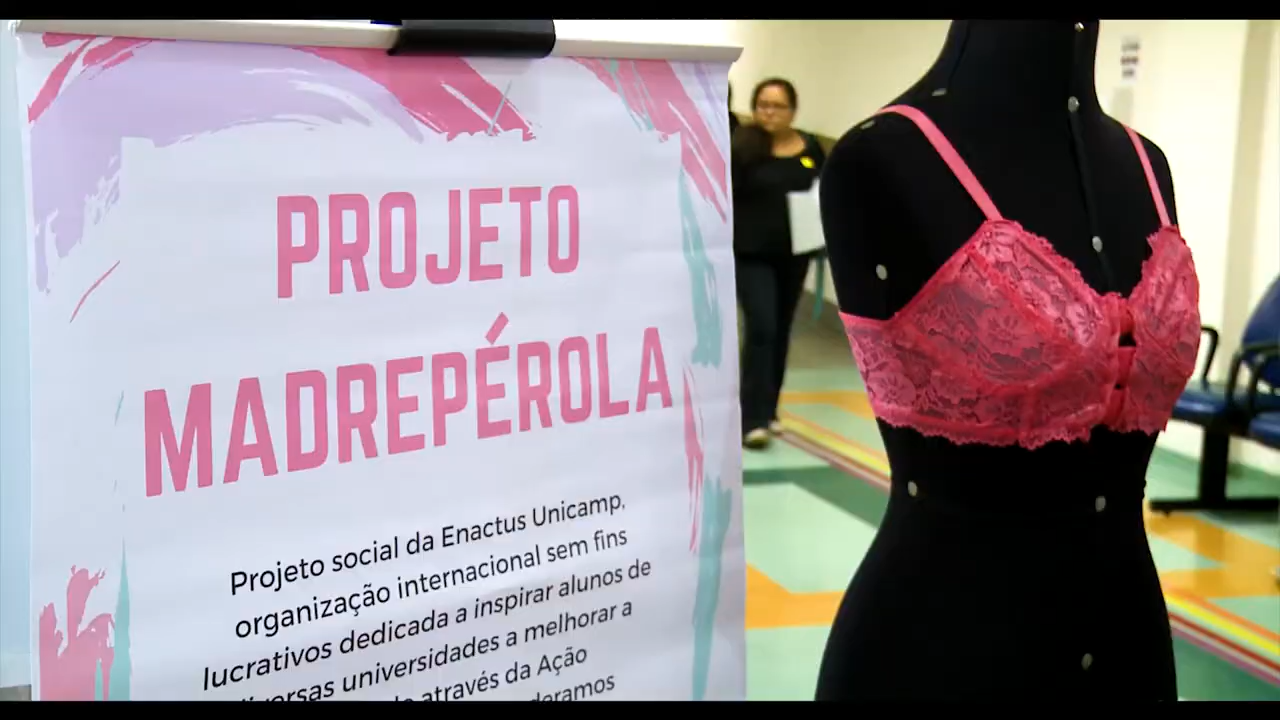 PROJETO
MADREPÉROLA
Projeto social da Enactus Unicamp,
organização internacional sem fins
lucrativos dedicada a inspirar alunos de
diversas universidades a melhorar a
através da Ação